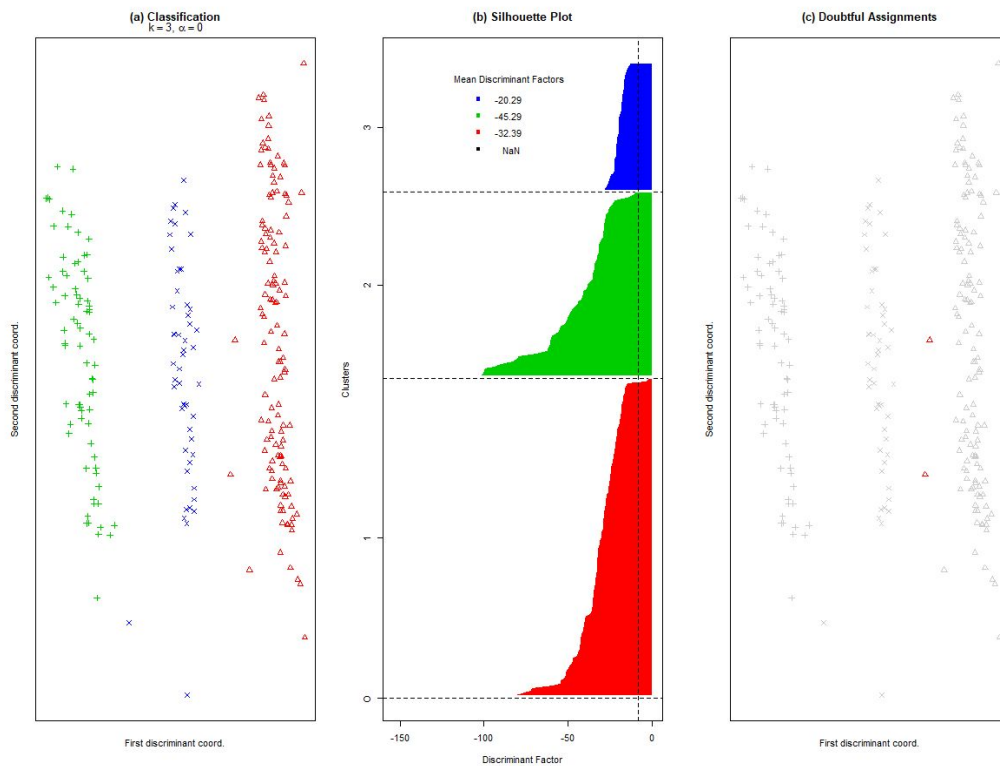 (a) Classification
k = 3, α = 0
Second discriminant coord.
First discriminant coord.
(b) Silhouette Plot
Mean Discriminant Factors
-20.29
-45.29
-32.39
NaN
Clusters
3
2
1
0
-150
-100
-50
0
Discriminant Factor
(c) Doubtful Assignments
Second discriminant coord.
First discriminant coord.